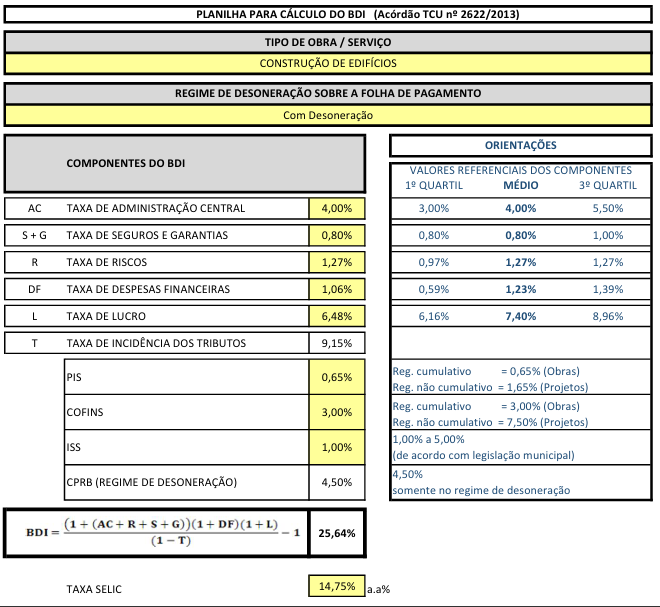 PLANILHA PARA CÁLCULO DO BDI (Acórdão TCU nº 2622/2013)
TIPO DE OBRA / SERVIÇO
CONSTRUÇÃO DE EDIFÍCIOS
REGIME DE DESONERAÇÃO SOBRE A FOLHA DE PAGAMENTO
Com Desoneração
COMPONENTES DO BDI
ORIENTAÇÕES
VALORES REFERENCIAIS DOS COMPONENTES
1º QUARTIL MÉDIO 3º QUARTIL
AC TAXA DE ADMINISTRAÇÃO CENTRAL 4,00% 3,00% 4,00% 5,50%
S + G TAXA DE SEGUROS E GARANTIAS 0,80% 0,80% 0,80% 1,00%
R TAXA DE RISCOS 1,27% 0,97% 1,27% 1,27%
DF TAXA DE DESPESAS FINANCEIRAS 1,06% 0,59% 1,23% 1,39%
L TAXA DE LUCRO 6,48% 6,16% 7,40% 8,96%
T TAXA DE INCIDÊNCIA DOS TRIBUTOS 9,15%
PIS 0,65%
Reg. cumulativo = 0,65% (Obras)
Reg. não cumulativo = 1,65% (Projetos)
COFINS 3,00%
Reg. cumulativo = 3,00% (Obras)
Reg. não cumulativo = 7,50% (Projetos)
ISS 1,00%
1,00% a 5,00%
(de acordo com legislação municipal)
CPRB (REGIME DE DESONERAÇÃO) 4,50%
4,50%
somente no regime de desoneração
BDI = (1 + (AC + R + S + G))(1 + DF)(1 + L) / (1 − T) − 1 25,64%
TAXA SELIC 14,75% a.a%